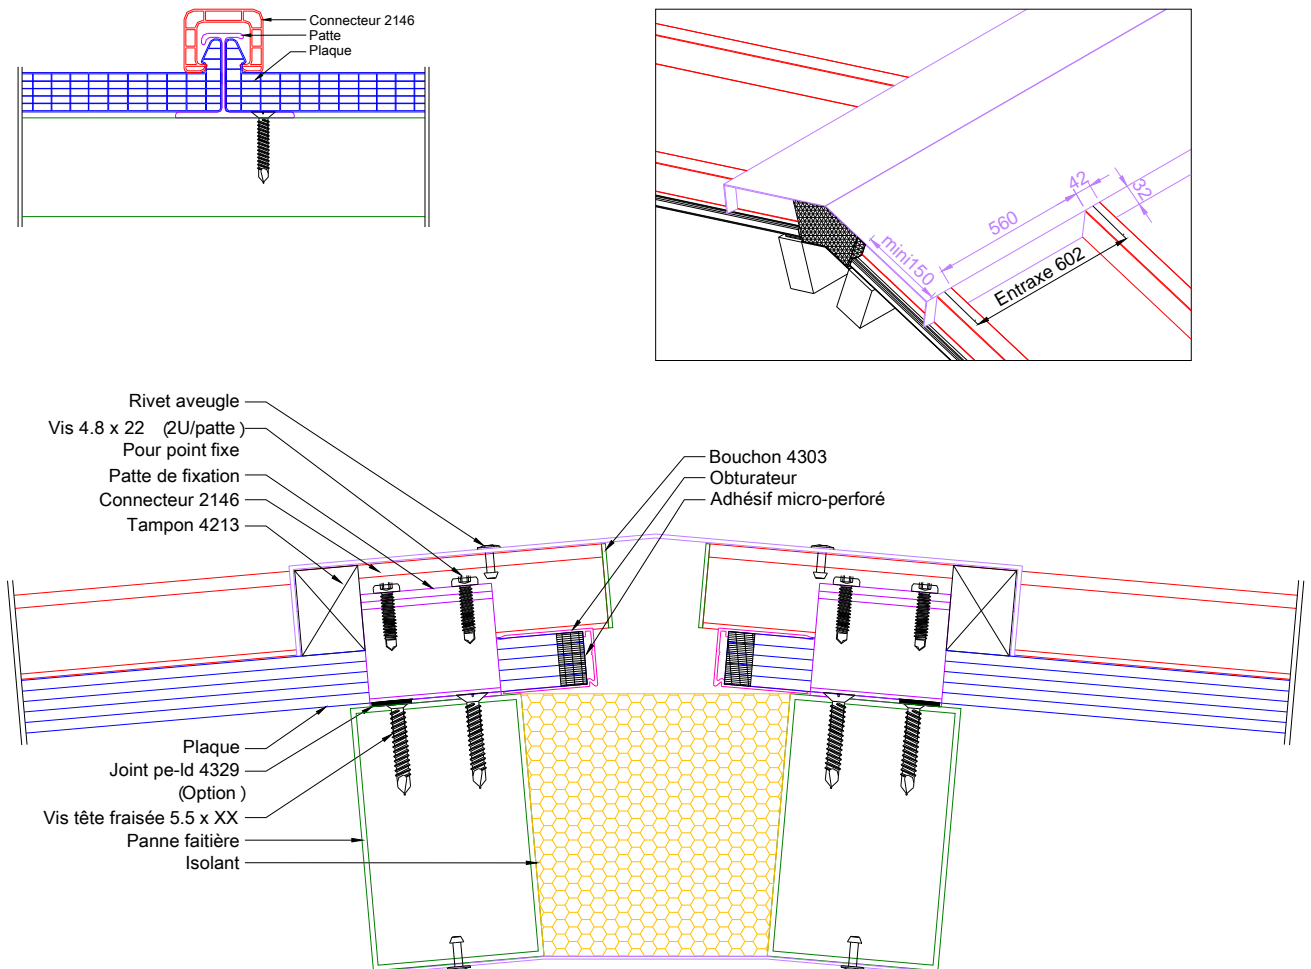 Connecteur 2146
Patte
Plaque
42
32
560
mini150
Entraxe 602
Rivet aveugle
Vis 4.8 x 22 (2U/patte )
Pour point fixe
Patte de fixation
Connecteur 2146
Tampon 4213
Bouchon 4303
Obturateur
Adhésif micro-perforé
Plaque
Joint pe-ld 4329
(Option )
Vis tête fraisée 5.5 x XX
Panne faitière
Isolant